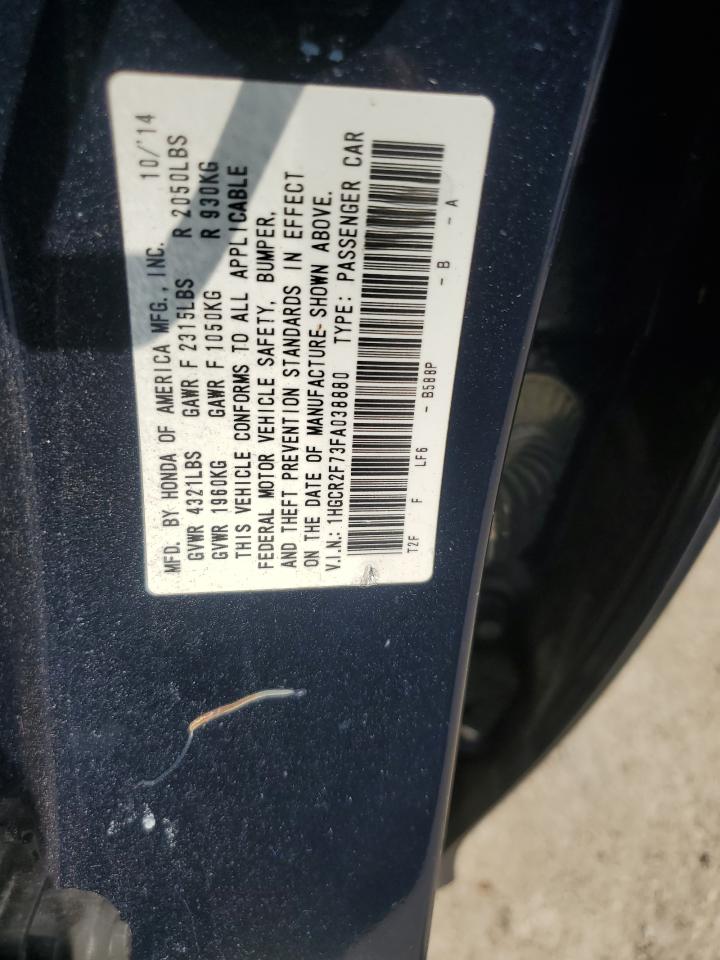 MFD. BY HONDA OF AMERICA MFG., INC. 10/'14
GVWR 4321LBS GAWR F 2315LBS R 2050LBS
GVWR 1960KG GAWR F 1050KG R 930KG
THIS VEHICLE CONFORMS TO ALL APPLICABLE
FEDERAL MOTOR VEHICLE SAFETY, BUMPER,
AND THEFT PREVENTION STANDARDS IN EFFECT
ON THE DATE OF MANUFACTURE SHOWN ABOVE.
V.I.N.: 1HGCR2F73FA038880 TYPE: PASSENGER CAR
T2F F LF6 - B588P - B - A